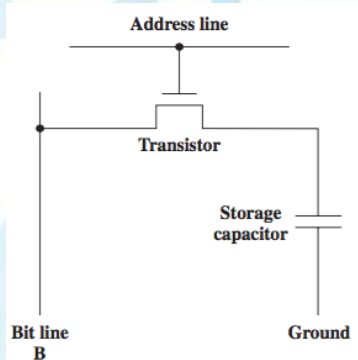 Address line
Transistor
Storage
capacitor
Bit line
B
Ground